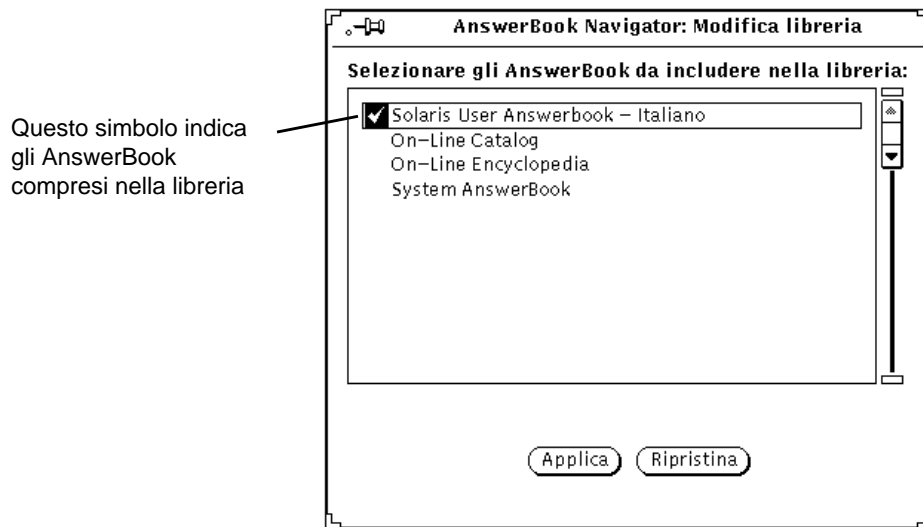 AnswerBook Navigator: Modifica libreria
Selezionare gli AnswerBook da includere nella libreria:
Questo simbolo indica
gli AnswerBook
compresi nella libreria
Solaris User Answerbook – Italiano
On–Line Catalog
On–Line Encyclopedia
System AnswerBook
Applica
Ripristina